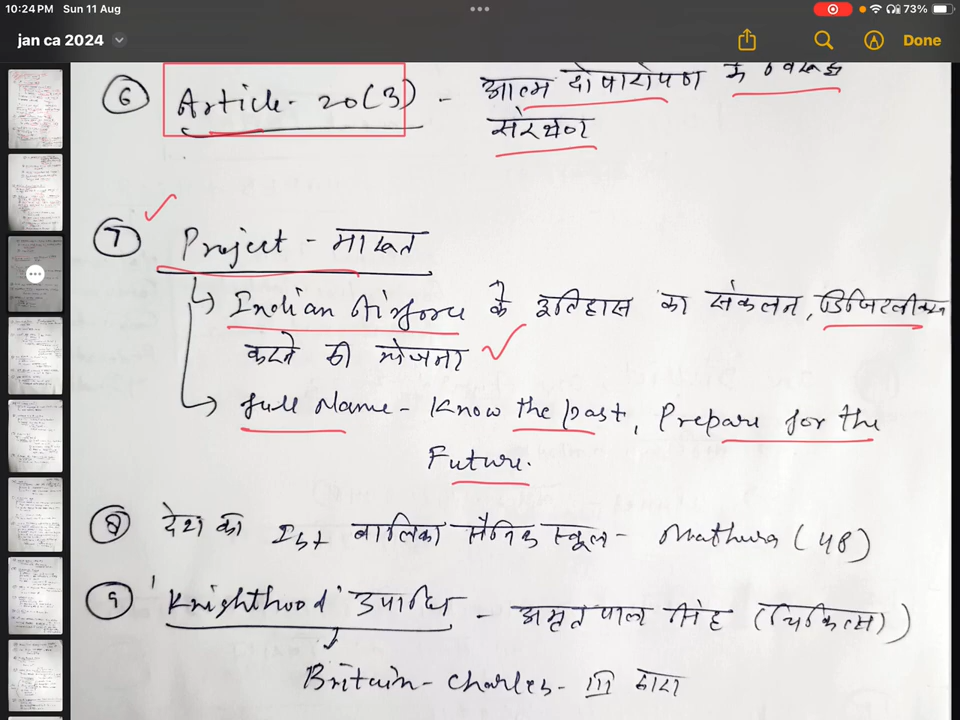 10:24 PM Sun 11 Aug
73%
jan ca 2024
Done
⑥ Article - 20(3) - आत्म दोषारोपण के विरूद्ध
संरक्षण
⑦ Project - भारत
↳ Indian Airforce के इतिहास का संकलन, डिजिटलीकरण
करने की योजना
↳ full Name - Know the past, Prepare for the
Future.
⑧ देश का Ist बालिका सैनिक स्कूल - Mathura (UP)
⑨ 'Knighthood' उपाधि - अमृतपाल सिंह (चिकित्सा)
Britain - Charles - III द्वारा